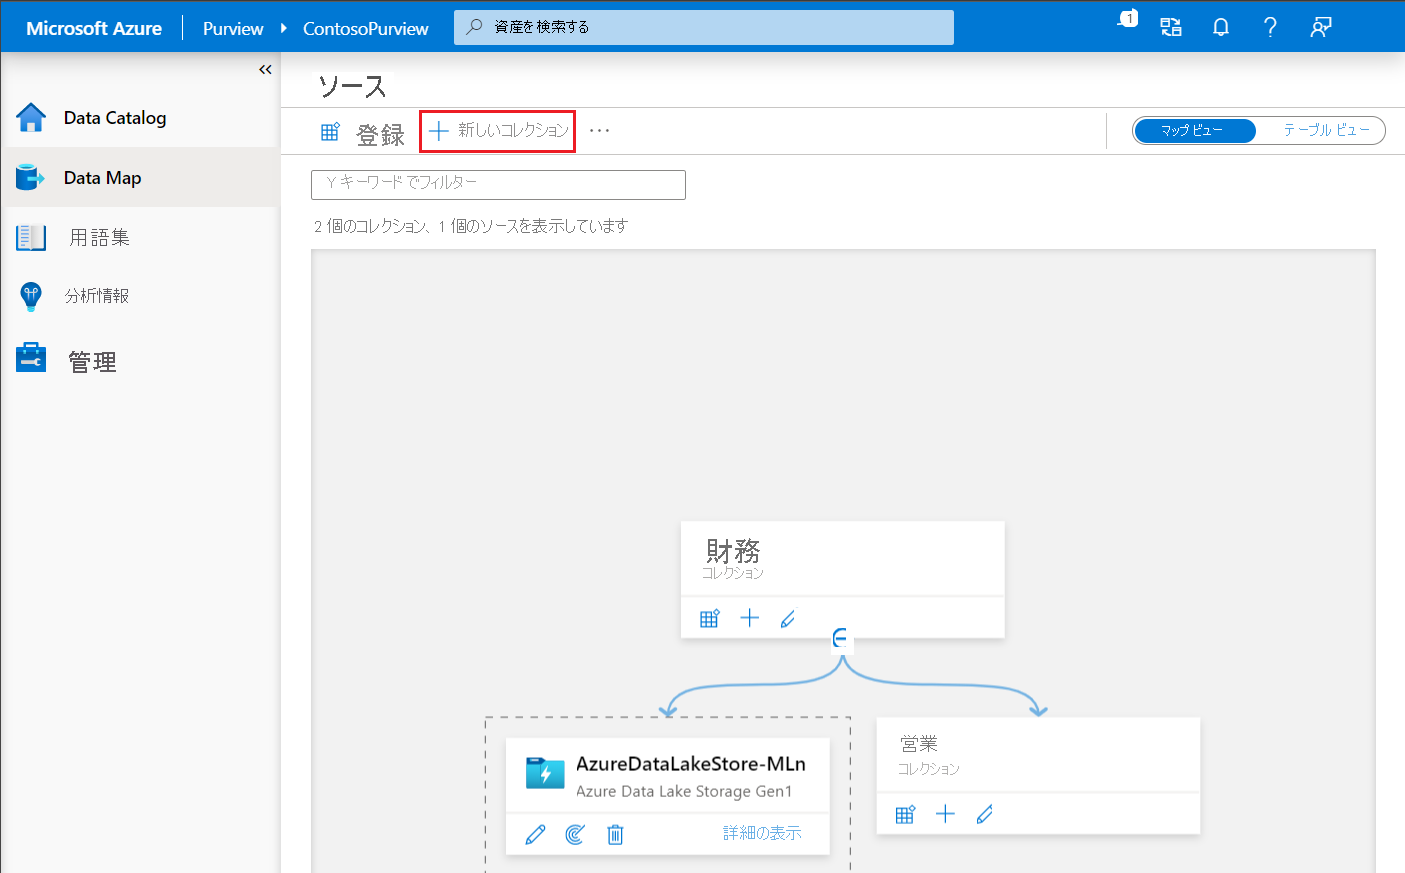 Microsoft Azure Purview ContosoPurview 資産を検索する 1
Data Catalog
Data Map
用語集
分析情報
管理
ソース
登録 新しいコレクション ...
マップ ビュー テーブル ビュー
Y キーワード でフィルター
2 個のコレクション、1 個のソースを表示しています
財務
コレクション
AzureDataLakeStore-MLn
Azure Data Lake Storage Gen1
詳細の表示
営業
コレクション